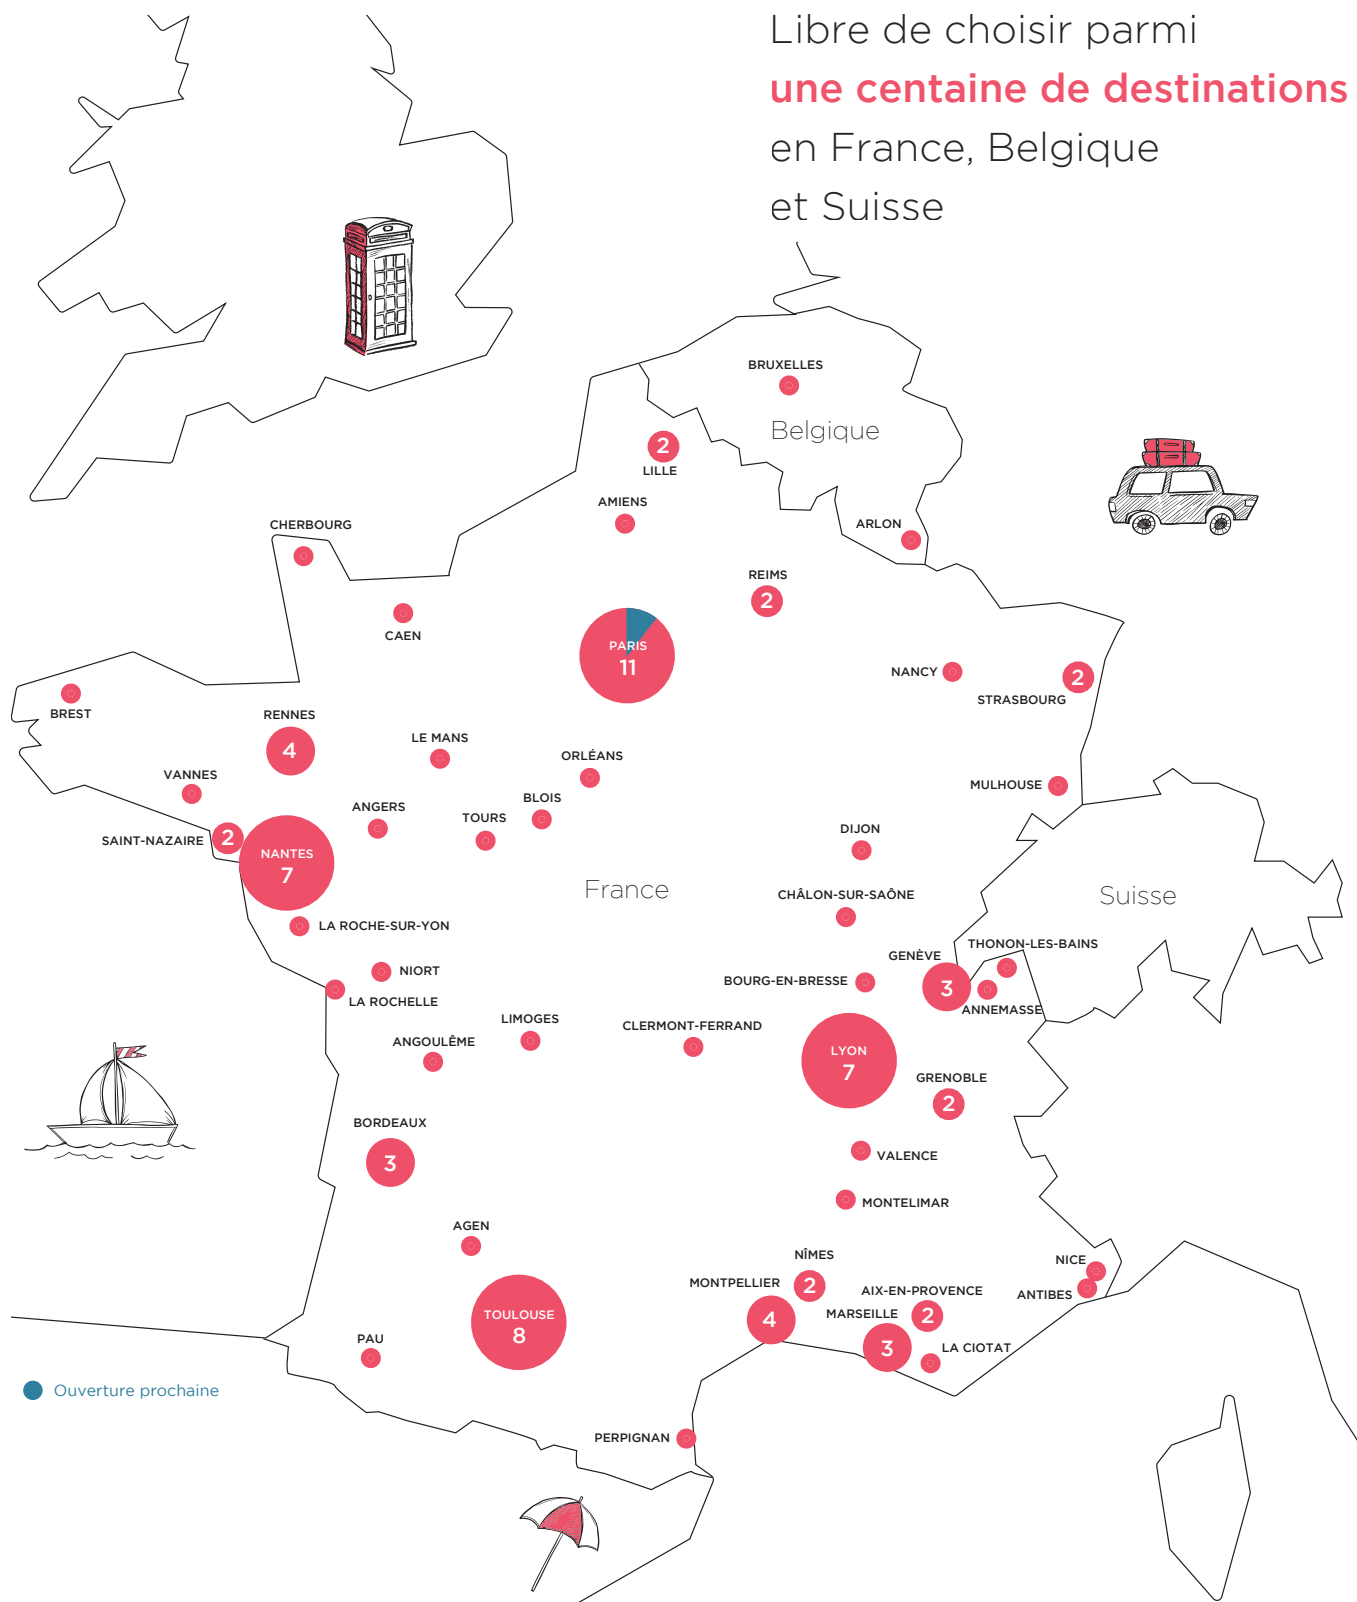 Libre de choisir parmi
une centaine de destinations
en France, Belgique
et Suisse
BRUXELLES
Belgique
2
LILLE
AMIENS
ARLON
CHERBOURG
REIMS
2
CAEN
PARIS
11
NANCY
2
STRASBOURG
BREST
RENNES
4
LE MANS
ORLÉANS
VANNES
MULHOUSE
BLOIS
ANGERS
TOURS
SAINT-NAZAIRE
2
NANTES
7
DIJON
France
CHÂLON-SUR-SAÔNE
Suisse
LA ROCHE-SUR-YON
THONON-LES-BAINS
GENÈVE
3
NIORT
BOURG-EN-BRESSE
LA ROCHELLE
ANNEMASSE
LIMOGES
CLERMONT-FERRAND
ANGOULÊME
LYON
7
GRENOBLE
2
BORDEAUX
3
VALENCE
MONTELIMAR
AGEN
NÎMES
2
NICE
MONTPELLIER
4
AIX-EN-PROVENCE
2
ANTIBES
TOULOUSE
8
MARSEILLE
3
PAU
LA CIOTAT
Ouverture prochaine
PERPIGNAN